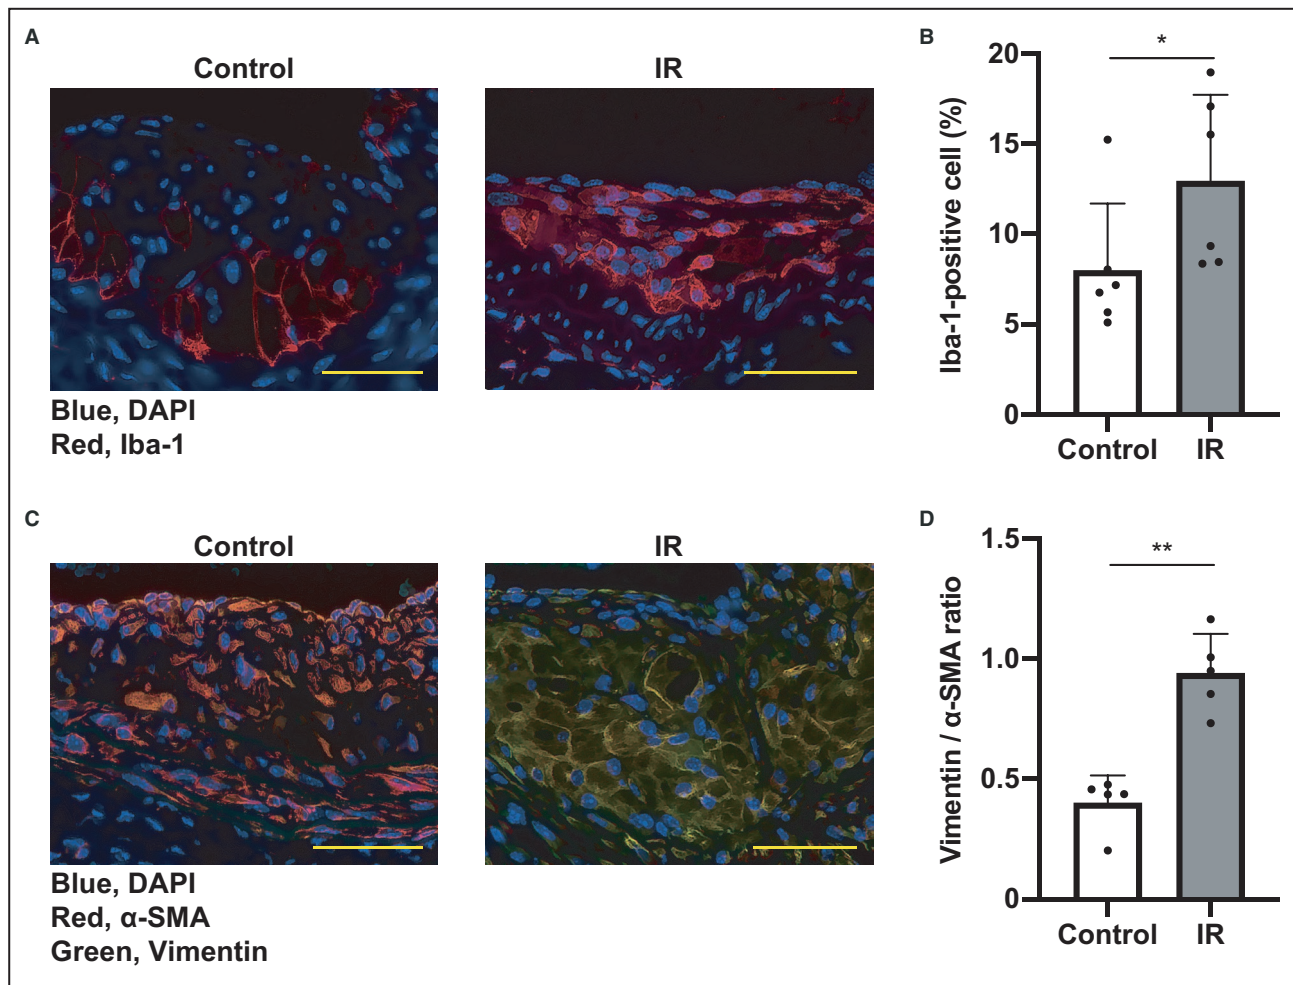 A
Control
IR
Blue, DAPI
Red, Iba-1
B
*
Iba-1-positive cell (%)
20
15
10
5
0
Control
IR
C
Control
IR
Blue, DAPI
Red, α-SMA
Green, Vimentin
D
**
Vimentin / α-SMA ratio
1.5
1.0
0.5
0
Control
IR